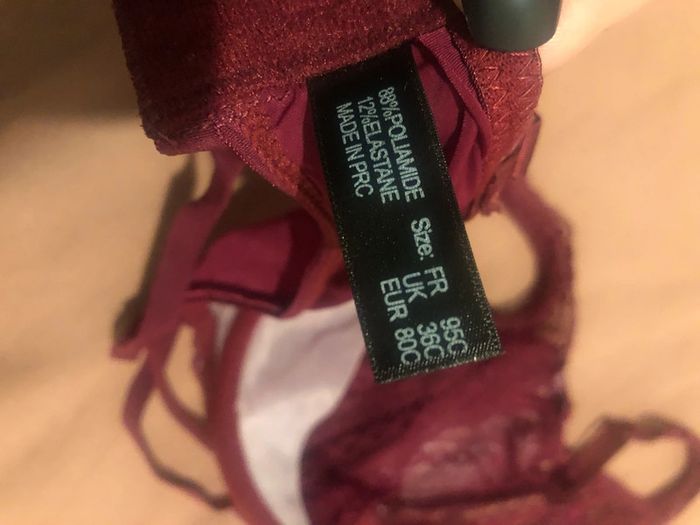 88%POLIAMIDE
12%ELASTANE
MADE IN PRC
Size: FR 95C
UK 36C
EUR 80C